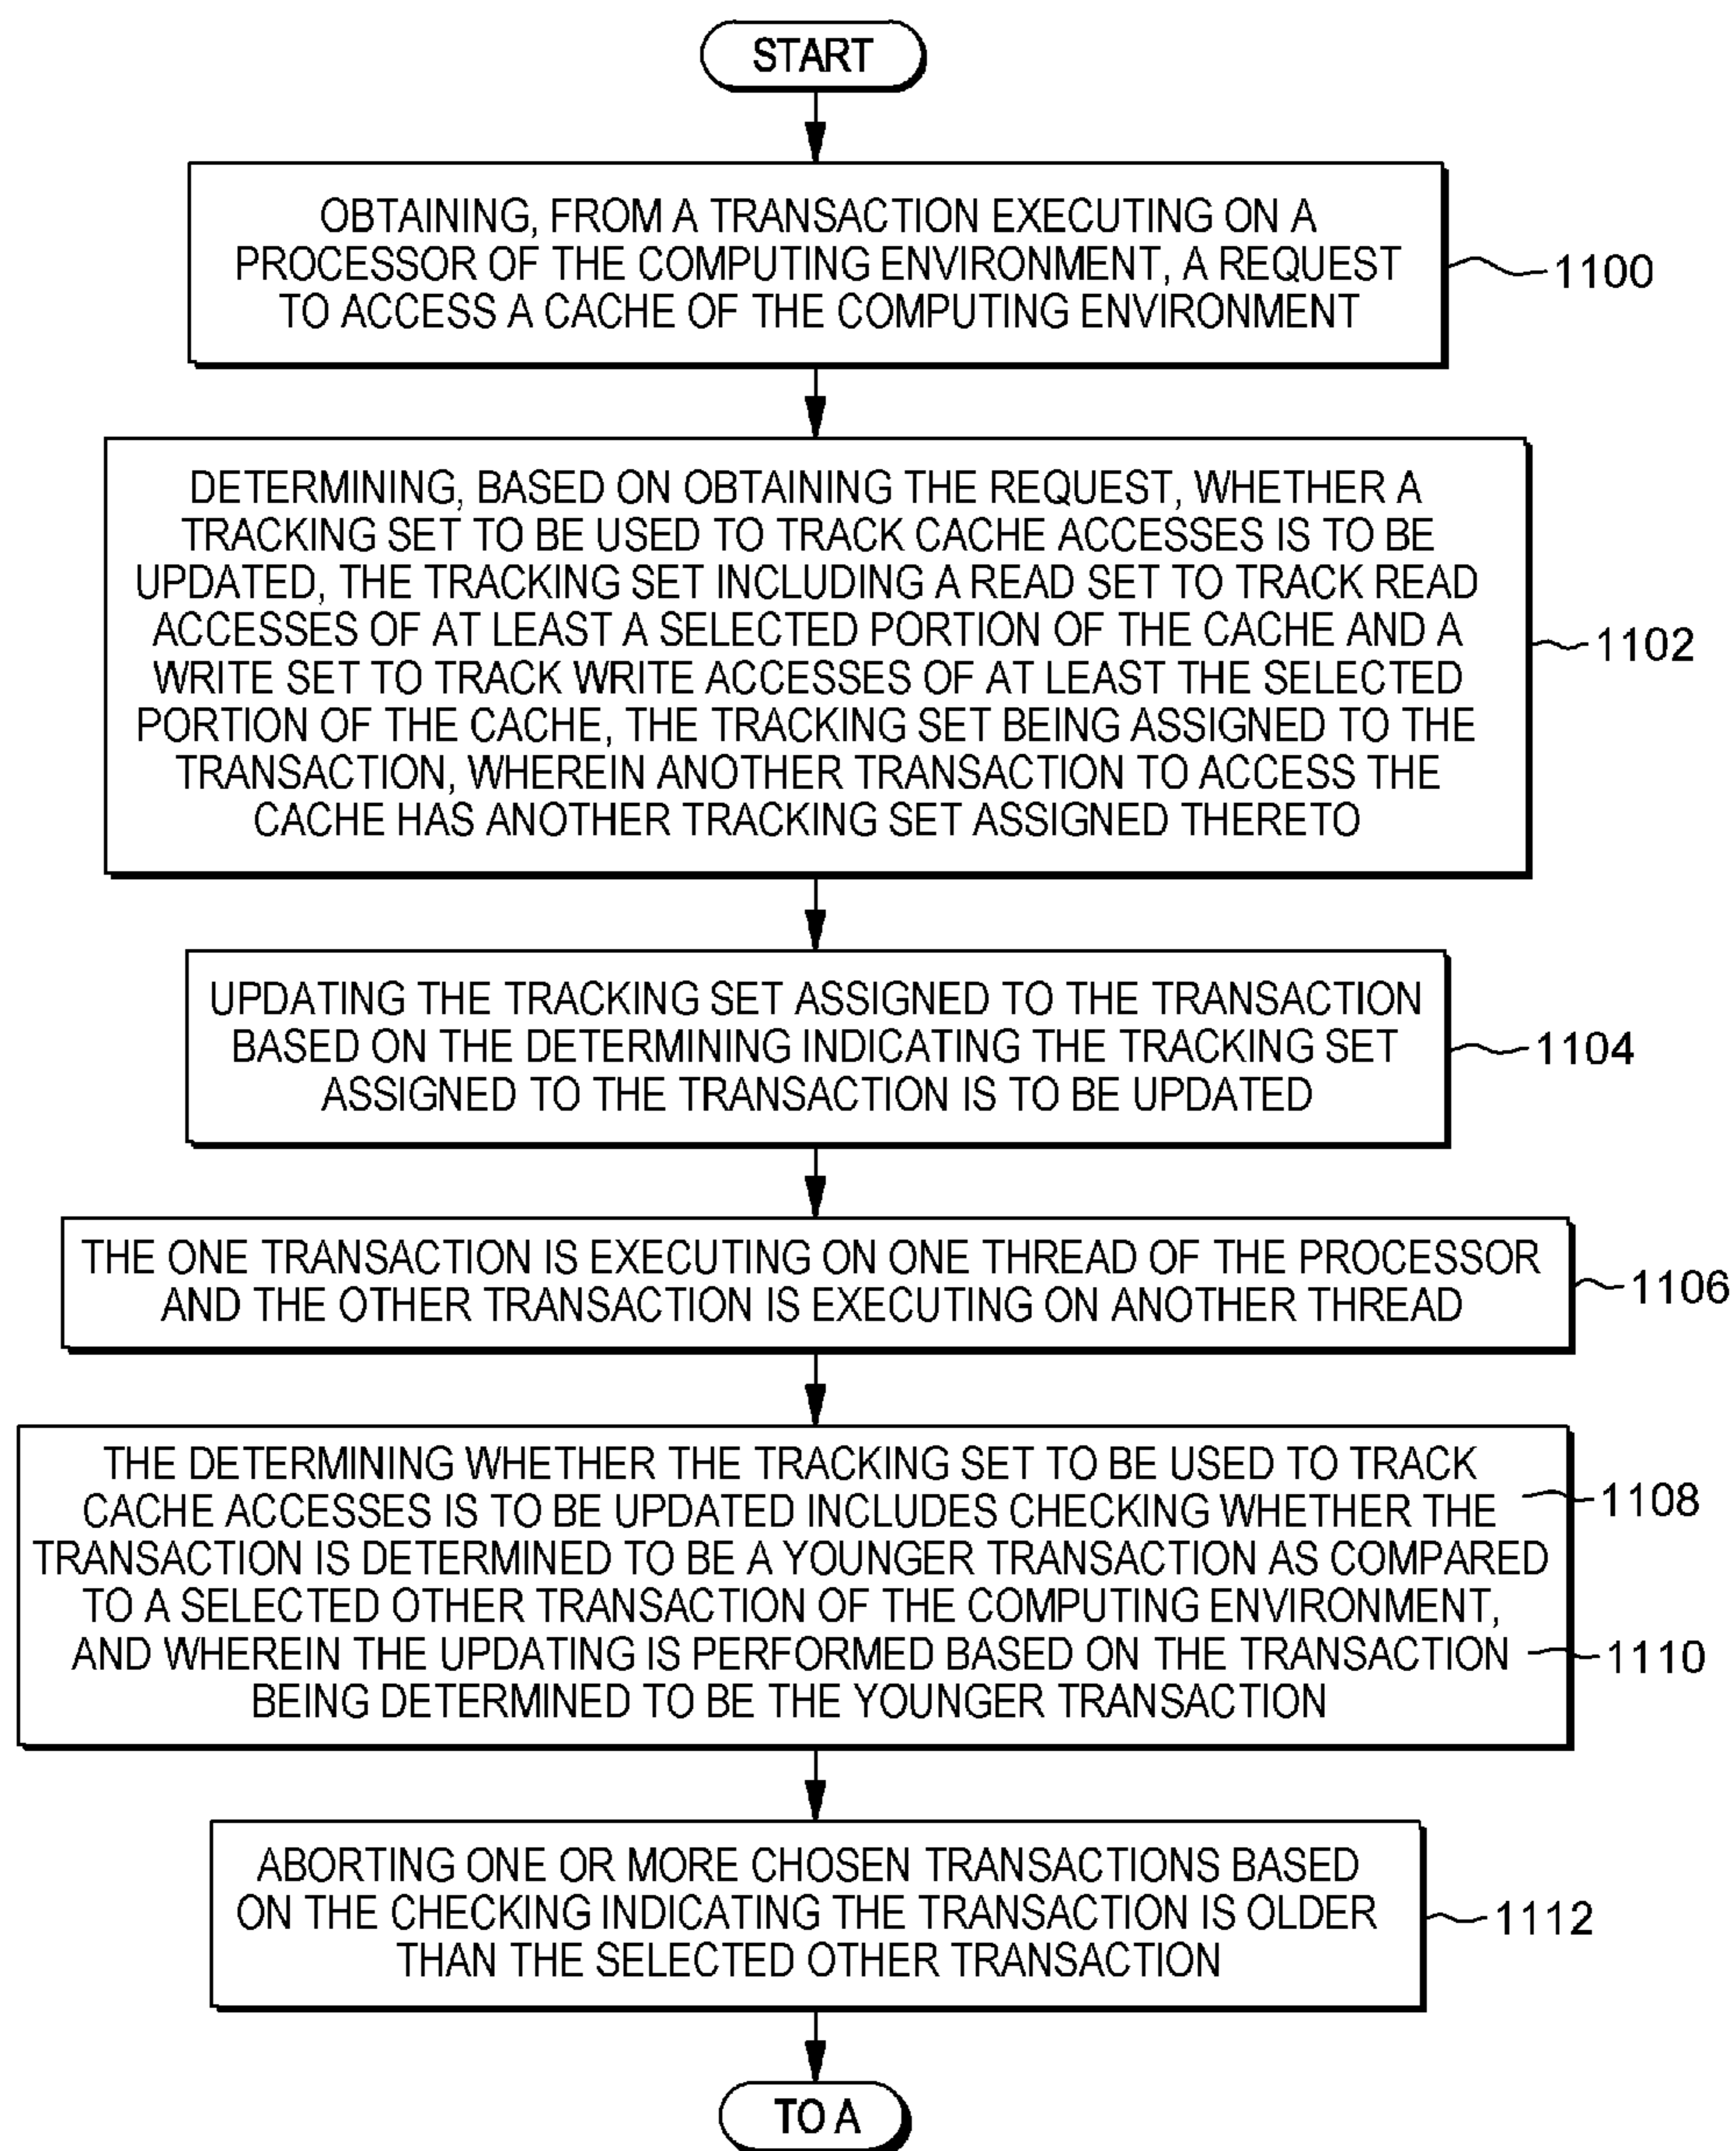 START
OBTAINING, FROM A TRANSACTION EXECUTING ON A
PROCESSOR OF THE COMPUTING ENVIRONMENT, A REQUEST
TO ACCESS A CACHE OF THE COMPUTING ENVIRONMENT
1100
DETERMINING, BASED ON OBTAINING THE REQUEST, WHETHER A
TRACKING SET TO BE USED TO TRACK CACHE ACCESSES IS TO BE
UPDATED, THE TRACKING SET INCLUDING A READ SET TO TRACK READ
ACCESSES OF AT LEAST A SELECTED PORTION OF THE CACHE AND A
WRITE SET TO TRACK WRITE ACCESSES OF AT LEAST THE SELECTED
PORTION OF THE CACHE, THE TRACKING SET BEING ASSIGNED TO THE
TRANSACTION, WHEREIN ANOTHER TRANSACTION TO ACCESS THE
CACHE HAS ANOTHER TRACKING SET ASSIGNED THERETO
1102
UPDATING THE TRACKING SET ASSIGNED TO THE TRANSACTION
BASED ON THE DETERMINING INDICATING THE TRACKING SET
ASSIGNED TO THE TRANSACTION IS TO BE UPDATED
1104
THE ONE TRANSACTION IS EXECUTING ON ONE THREAD OF THE PROCESSOR
AND THE OTHER TRANSACTION IS EXECUTING ON ANOTHER THREAD
1106
THE DETERMINING WHETHER THE TRACKING SET TO BE USED TO TRACK
CACHE ACCESSES IS TO BE UPDATED INCLUDES CHECKING WHETHER THE
1108
TRANSACTION IS DETERMINED TO BE A YOUNGER TRANSACTION AS COMPARED
TO A SELECTED OTHER TRANSACTION OF THE COMPUTING ENVIRONMENT,
AND WHEREIN THE UPDATING IS PERFORMED BASED ON THE TRANSACTION
1110
BEING DETERMINED TO BE THE YOUNGER TRANSACTION
ABORTING ONE OR MORE CHOSEN TRANSACTIONS BASED
ON THE CHECKING INDICATING THE TRANSACTION IS OLDER
THAN THE SELECTED OTHER TRANSACTION
1112
TO A